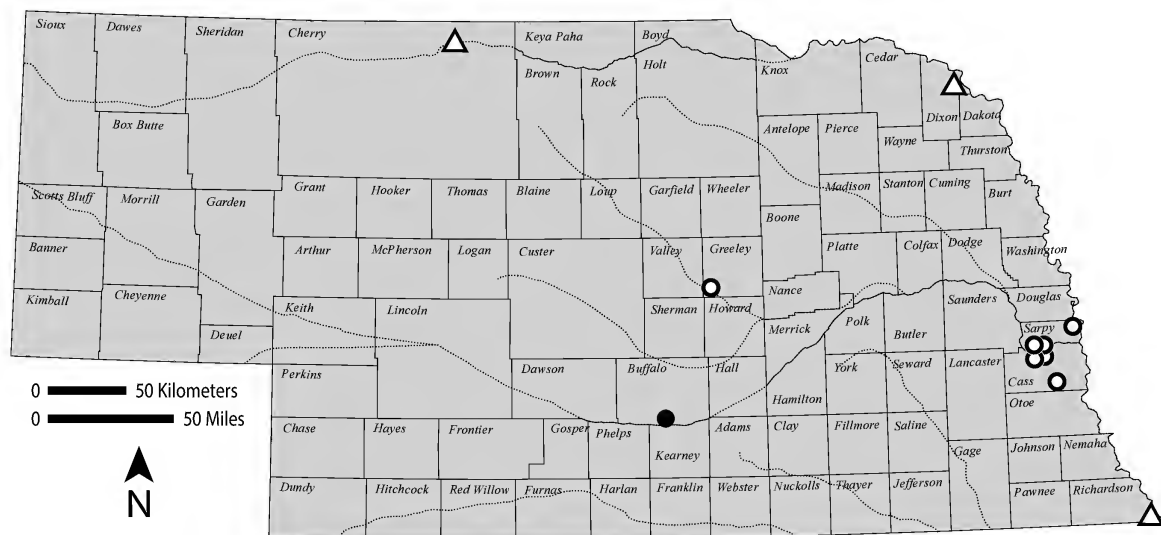 Sioux
Dawes
Sheridan
Cherry
Keya Paha
Boyd
Knox
Cedar
Brown
Rock
Holt
Dixon
Dakota
Box Butte
Antelope
Pierce
Wayne
Thurston
Scotts Bluff
Morrill
Garden
Grant
Hooker
Thomas
Blaine
Loup
Garfield
Wheeler
Madison
Stanton
Cuming
Burt
Boone
Banner
Arthur
McPherson
Logan
Custer
Valley
Greeley
Platte
Colfax
Dodge
Washington
Kimball
Cheyenne
Keith
Lincoln
Sherman
Howard
Nance
Merrick
Polk
Butler
Saunders
Douglas
Sarpy
Deuel
Perkins
Dawson
Buffalo
Hall
Hamilton
York
Seward
Lancaster
Cass
Otoe
0 50 Kilometers
0 50 Miles
Chase
Hayes
Frontier
Gosper
Phelps
Kearney
Adams
Clay
Fillmore
Saline
Gage
Johnson
Nemaha
N
Dundy
Hitchcock
Red Willow
Furnas
Harlan
Franklin
Webster
Nuckolls
Thayer
Jefferson
Pawnee
Richardson